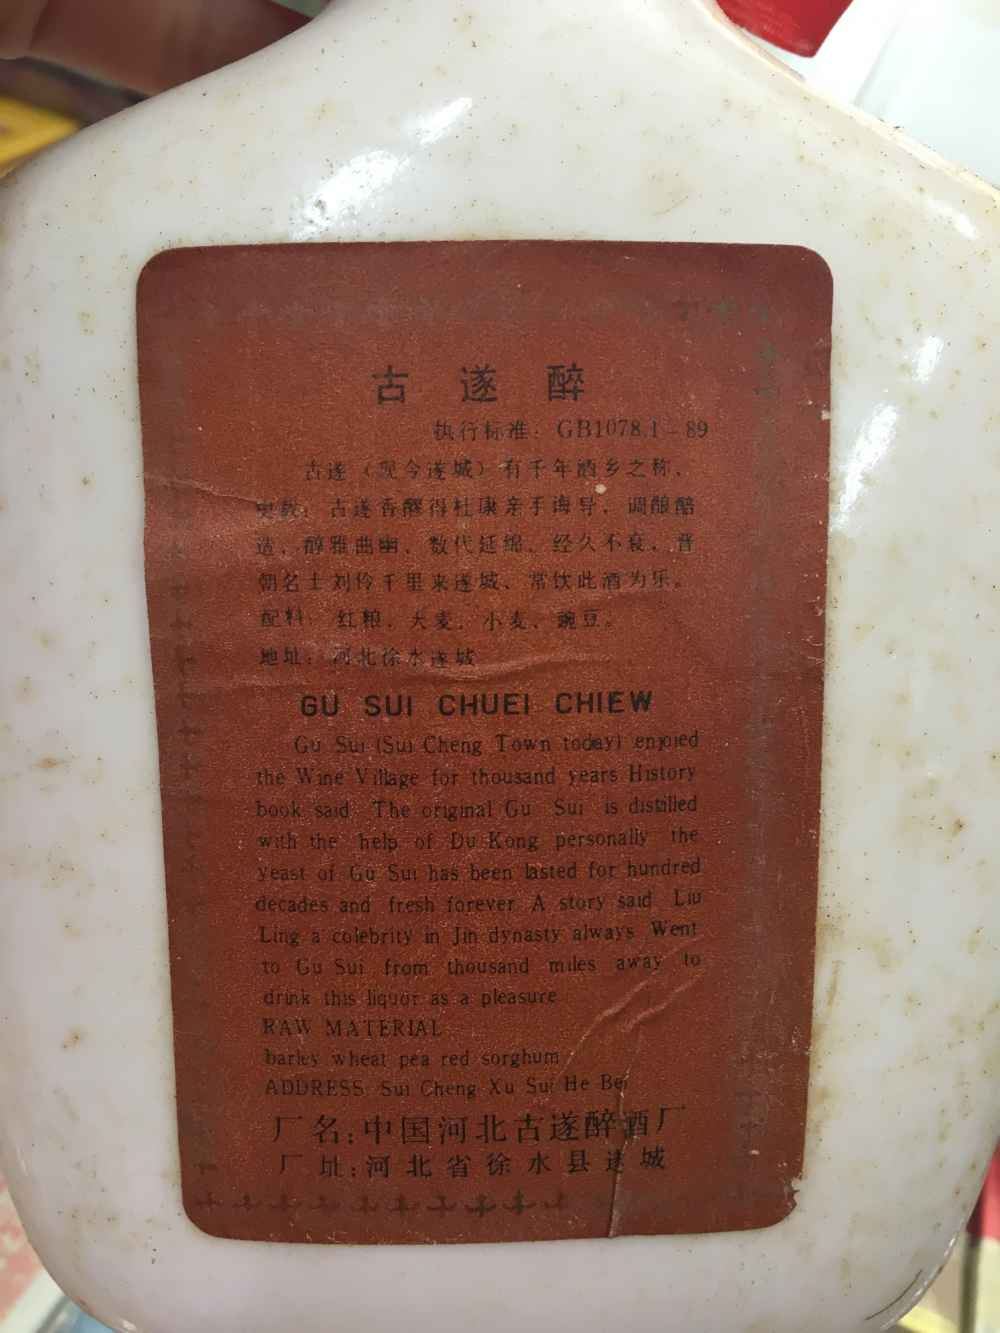 古遂醉
执行标准：GB1078.1－89
古遂（现今遂城）有千年酒乡之称、
史载：古遂香醪得杜康亲手诲导、调酿酷
造、醇雅曲幽、数代延绵、经久不衰、晋
朝名士刘伶千里来遂城、常饮此酒为乐。
配料：红粮、大麦、小麦、豌豆。
地址：河北徐水遂城
GU SUI CHUEI CHIEW
Gu Sui (Sui Cheng Town today) enjoied
the Wine Village for thousand years History
book said The original Gu Sui is distilled
with the help of Du Kong personally the
yeast of Gu Sui has been lasted for hundred
decades and fresh forever A story said Liu
Ling a colebrity in Jin dynasty always Went
to Gu Sui from thousand miles away to
drink this liquor as a pleasure
RAW MATERIAL
barley wheat pea red sorghum
ADDRESS Sui Cheng Xu Sui He Bei
厂名：中国河北古遂醉酒厂
厂址：河北省徐水县遂城